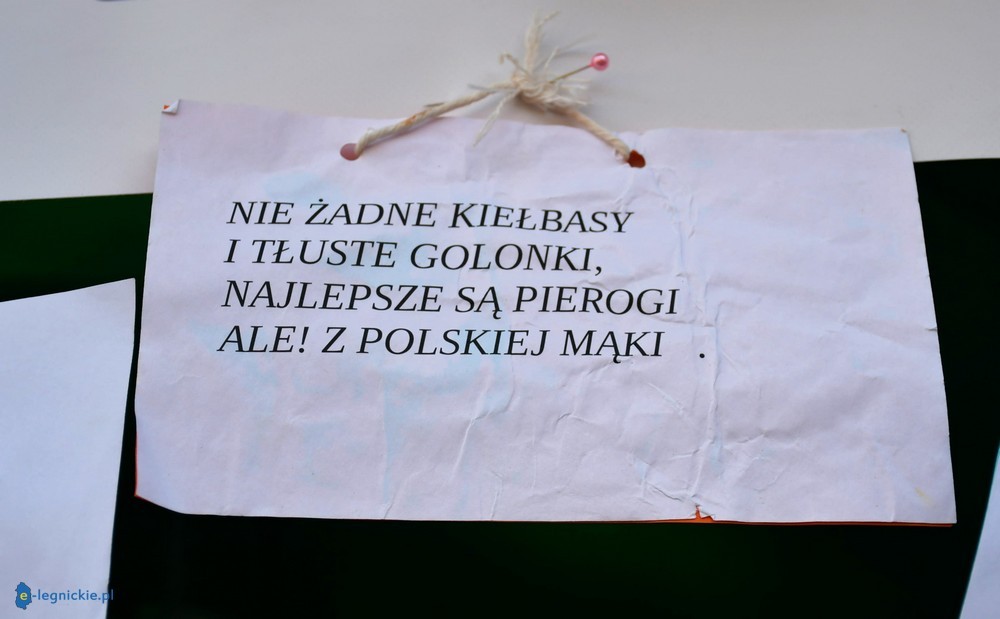 NIE ŻADNE KIEŁBASY
I TŁUSTE GOLONKI,
NAJLEPSZE SĄ PIEROGI
ALE! Z POLSKIEJ MĄKI .
e-legnickie.pl